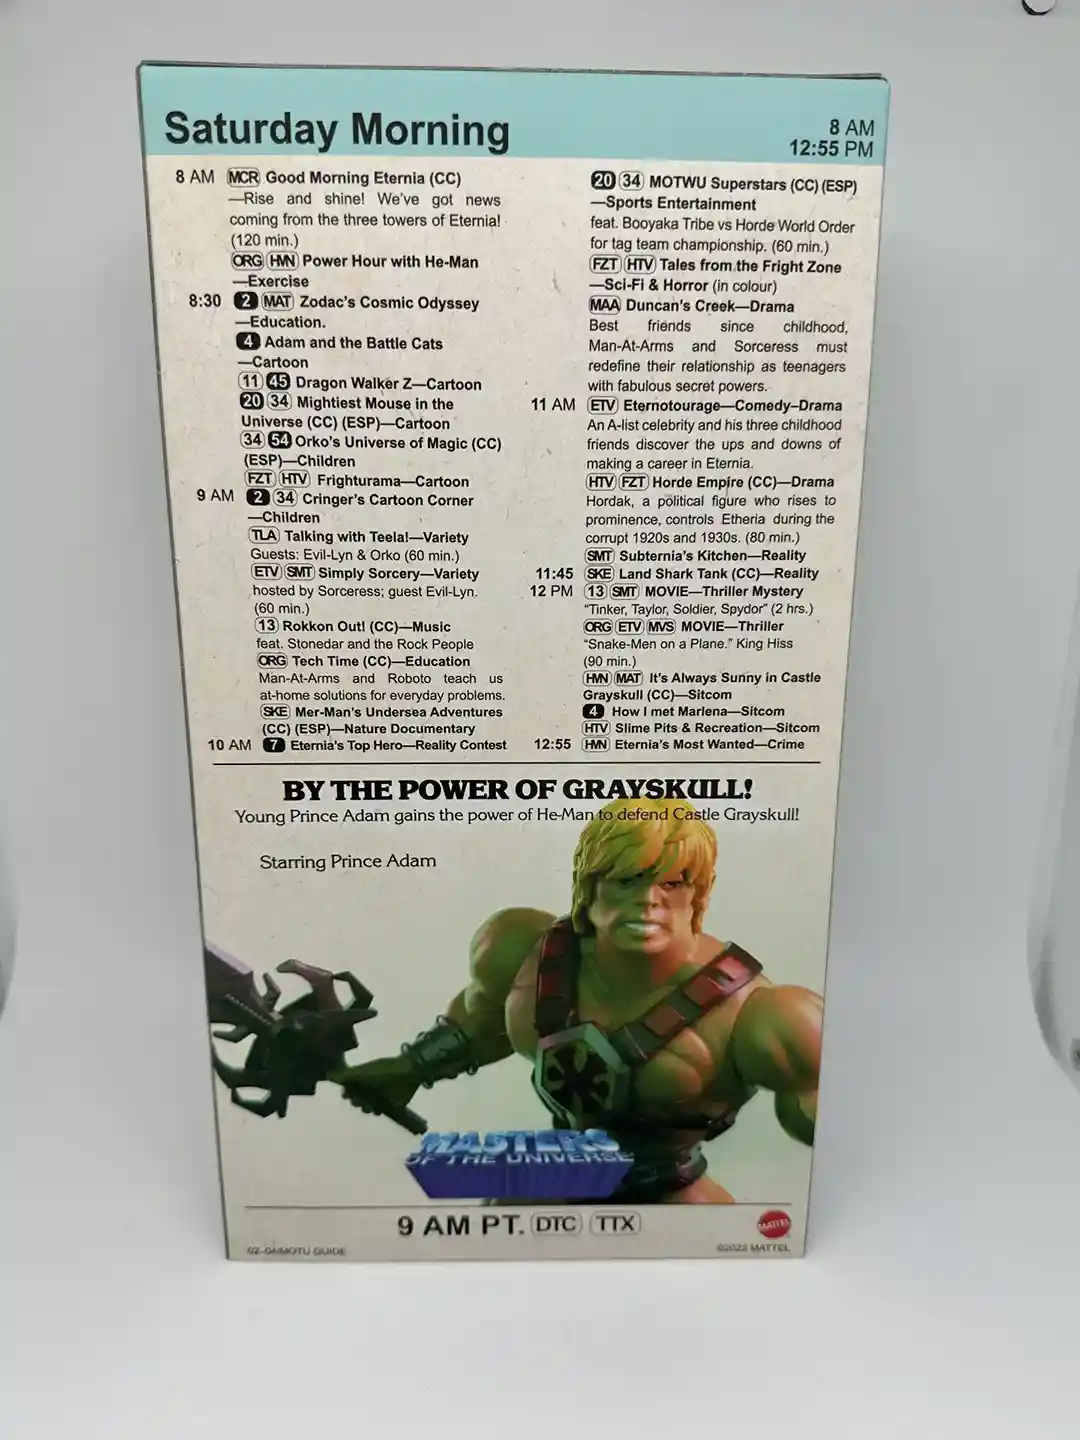 Saturday Morning
8 AM
12:55 PM
8 AM MCR Good Morning Eternia (CC)
—Rise and shine! We've got news
coming from the three towers of Eternia!
(120 min.)
ORG HVN Power Hour with He-Man
—Exercise
8:30 2 MAT Zodac's Cosmic Odyssey
—Education.
4 Adam and the Battle Cats
—Cartoon
11 45 Dragon Walker Z—Cartoon
20 34 Mightiest Mouse in the
Universe (CC) (ESP)—Cartoon
34 54 Orko's Universe of Magic (CC)
(ESP)—Children
FZT HTV Frighturama—Cartoon
9 AM 2 34 Cringer's Cartoon Corner
—Children
TLA Talking with Teela!—Variety
Guests: Evil-Lyn & Orko (60 min.)
ETV SMT Simply Sorcery—Variety
hosted by Sorceress; guest Evil-Lyn.
(60 min.)
13 Rokkon Out! (CC)—Music
feat. Stonedar and the Rock People
ORG Tech Time (CC)—Education
Man-At-Arms and Roboto teach us
at-home solutions for everyday problems.
SKE Mer-Man's Undersea Adventures
(CC) (ESP)—Nature Documentary
10 AM 7 Eternia's Top Hero—Reality Contest
20 34 MOTWU Superstars (CC) (ESP)
—Sports Entertainment
feat. Booyaka Tribe vs Horde World Order
for tag team championship. (60 min.)
FZT HTV Tales from the Fright Zone
—Sci-Fi & Horror (in colour)
MAA Duncan's Creek—Drama
Best friends since childhood,
Man-At-Arms and Sorceress must
redefine their relationship as teenagers
with fabulous secret powers.
11 AM ETV Eternotourage—Comedy–Drama
An A-list celebrity and his three childhood
friends discover the ups and downs of
making a career in Eternia.
HTV FZT Horde Empire (CC)—Drama
Hordak, a political figure who rises to
prominence, controls Etheria during the
corrupt 1920s and 1930s. (80 min.)
SMT Subternia's Kitchen—Reality
11:45 SKE Land Shark Tank (CC)—Reality
12 PM 13 SMT MOVIE—Thriller Mystery
"Tinker, Taylor, Soldier, Spydor" (2 hrs.)
ORG ETV MVS MOVIE—Thriller
"Snake-Men on a Plane." King Hiss
(90 min.)
HVN MAT It's Always Sunny in Castle
Grayskull (CC)—Sitcom
4 How I met Marlena—Sitcom
HTV Slime Pits & Recreation—Sitcom
12:55 HVN Eternia's Most Wanted—Crime
BY THE POWER OF GRAYSKULL!
Young Prince Adam gains the power of He-Man to defend Castle Grayskull!
Starring Prince Adam
MASTERS
OF THE UNIVERSE
9 AM PT. DTC TTX
MATTEL
GUIDE
©2023 MATTEL